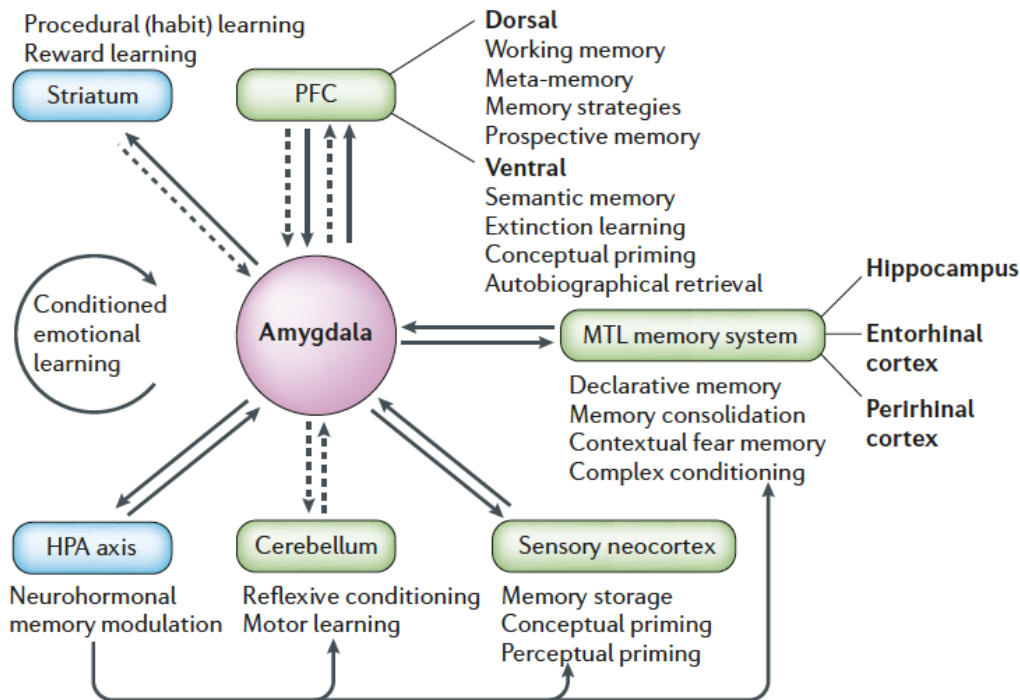 Procedural (habit) learning
Reward learning
Striatum
PFC
Dorsal
Working memory
Meta-memory
Memory strategies
Prospective memory
Ventral
Semantic memory
Extinction learning
Conceptual priming
Autobiographical retrieval
Conditioned
emotional
learning
Amygdala
MTL memory system
Hippocampus
Entorhinal
cortex
Perirhinal
cortex
Declarative memory
Memory consolidation
Contextual fear memory
Complex conditioning
HPA axis
Neurohormonal
memory modulation
Cerebellum
Reflexive conditioning
Motor learning
Sensory neocortex
Memory storage
Conceptual priming
Perceptual priming